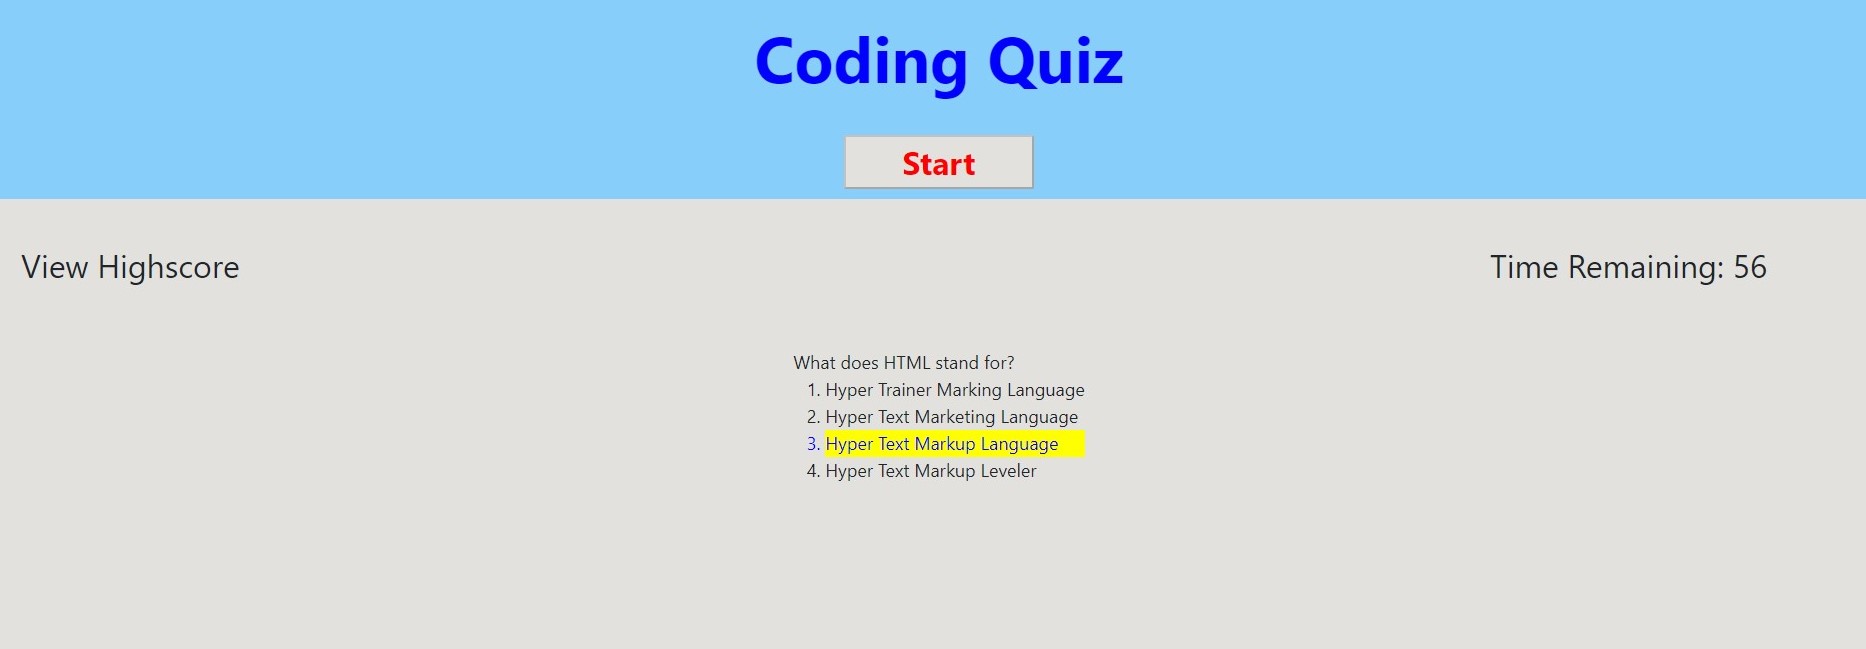 Coding Quiz
Start
View Highscore
Time Remaining: 56
What does HTML stand for?
1. Hyper Trainer Marking Language
2. Hyper Text Marketing Language
3. Hyper Text Markup Language
4. Hyper Text Markup Leveler